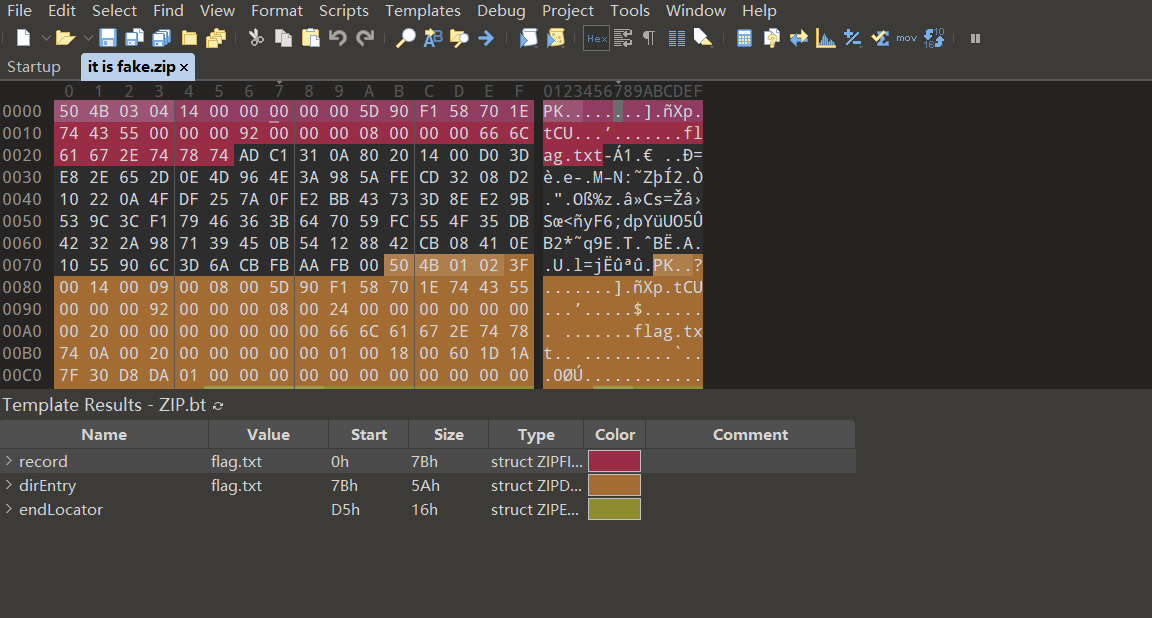 File Edit Select Find View Format Scripts Templates Debug Project Tools Window Help
Hex mov
Startup it is fake.zip ×
0 1 2 3 4 5 6 7 8 9 A B C D E F 0123456789ABCDEF
0000 50 4B 03 04 14 00 00 00 00 00 5D 90 F1 58 70 1E PK........].ñXp.
0010 74 43 55 00 00 00 92 00 00 00 08 00 00 00 66 6C tCU...’.......fl
0020 61 67 2E 74 78 74 AD C1 31 0A 80 20 14 00 D0 3D ag.txt-Á1.€ ..Ð=
0030 E8 2E 65 2D 0E 4D 96 4E 3A 98 5A FE CD 32 08 D2 è.e-.M–N:˜ZþÍ2.Ò
0040 10 22 0A 4F DF 25 7A 0F E2 BB 43 73 3D 8E E2 9B .".Oß%z.â»Cs=Žâ›
0050 53 9C 3C F1 79 46 36 3B 64 70 59 FC 55 4F 35 DB Sœ<ñyF6;dpYüUO5Û
0060 42 32 2A 98 71 39 45 0B 54 12 88 42 CB 08 41 0E B2*˜q9E.T.ˆBË.A.
0070 10 55 90 6C 3D 6A CB FB AA FB 00 50 4B 01 02 3F .U.l=jËûªû.PK..?
0080 00 14 00 09 00 08 00 5D 90 F1 58 70 1E 74 43 55 .......].ñXp.tCU
0090 00 00 00 92 00 00 00 08 00 24 00 00 00 00 00 00 ...’.....$......
00A0 00 20 00 00 00 00 00 00 00 66 6C 61 67 2E 74 78 . .......flag.tx
00B0 74 0A 00 20 00 00 00 00 00 01 00 18 00 60 1D 1A t.. .........`..
00C0 7F 30 D8 DA 01 00 00 00 00 00 00 00 00 00 00 00 .0ØÚ............
Template Results - ZIP.bt
Name Value Start Size Type Color Comment
> record flag.txt 0h 7Bh struct ZIPFI...
> dirEntry flag.txt 7Bh 5Ah struct ZIPD...
> endLocator D5h 16h struct ZIPE...